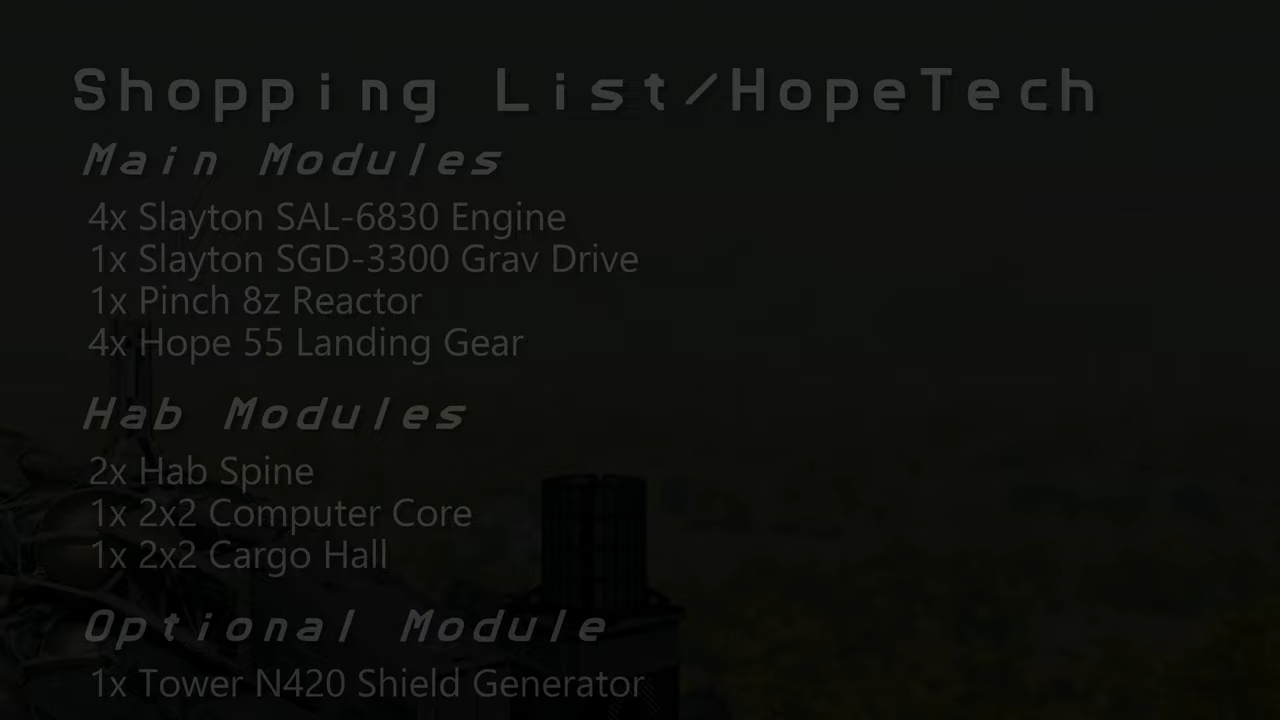 Shopping List/HopeTech
Main Modules
4x Slayton SAL-6830 Engine
1x Slayton SGD-3300 Grav Drive
1x Pinch 8z Reactor
4x Hope 55 Landing Gear
Hab Modules
2x Hab Spine
1x 2x2 Computer Core
1x 2x2 Cargo Hall
Optional Module
1x Tower N420 Shield Generator